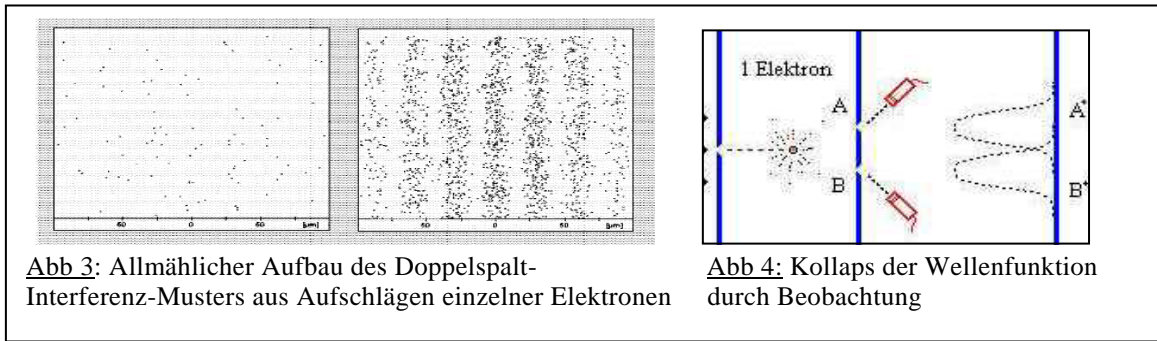 50
0
50
[µm]
50
0
50
[µm]
1 Elektron
A
B
A*
B*
Abb 3: Allmählicher Aufbau des Doppelspalt-
Interferenz-Musters aus Aufschlägen einzelner Elektronen
Abb 4: Kollaps der Wellenfunktion
durch Beobachtung